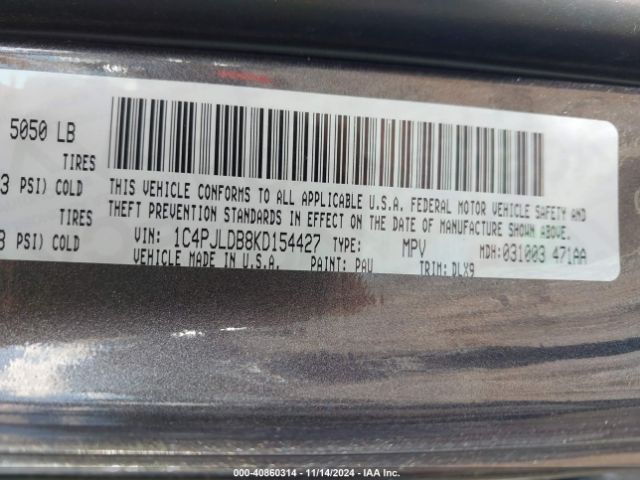 5050 LB
TIRES
3 PSI) COLD
TIRES
3 PSI) COLD
THIS VEHICLE CONFORMS TO ALL APPLICABLE U.S.A. FEDERAL MOTOR VEHICLE SAFETY AND
THEFT PREVENTION STANDARDS IN EFFECT ON THE DATE OF MANUFACTURE SHOWN ABOVE.
VIN: 1C4PJLDB8KD154427 TYPE: MPV MDH:031003 471AA
VEHICLE MADE IN U.S.A. PAINT: PAU TRIM: DLX9
00-40860314 - 11/14/2024 - IAA Inc.